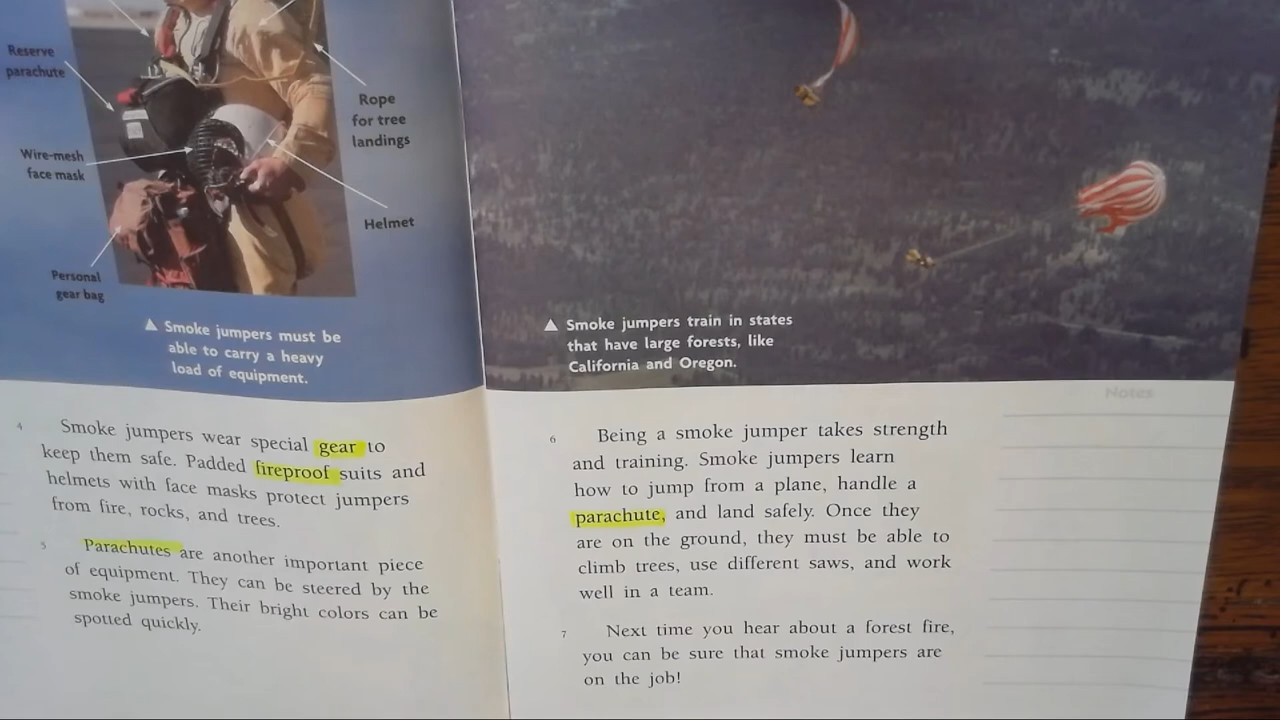 Reserve
parachute
Wire-mesh
face mask
Personal
gear bag
Rope
for tree
landings
Helmet
▲ Smoke jumpers must be
able to carry a heavy
load of equipment.
4 Smoke jumpers wear special gear to
keep them safe. Padded fireproof suits and
helmets with face masks protect jumpers
from fire, rocks, and trees.
5 Parachutes are another important piece
of equipment. They can be steered by the
smoke jumpers. Their bright colors can be
spotted quickly.
▲ Smoke jumpers train in states
that have large forests, like
California and Oregon.
Notes
6 Being a smoke jumper takes strength
and training. Smoke jumpers learn
how to jump from a plane, handle a
parachute, and land safely. Once they
are on the ground, they must be able to
climb trees, use different saws, and work
well in a team.
7 Next time you hear about a forest fire,
you can be sure that smoke jumpers are
on the job!